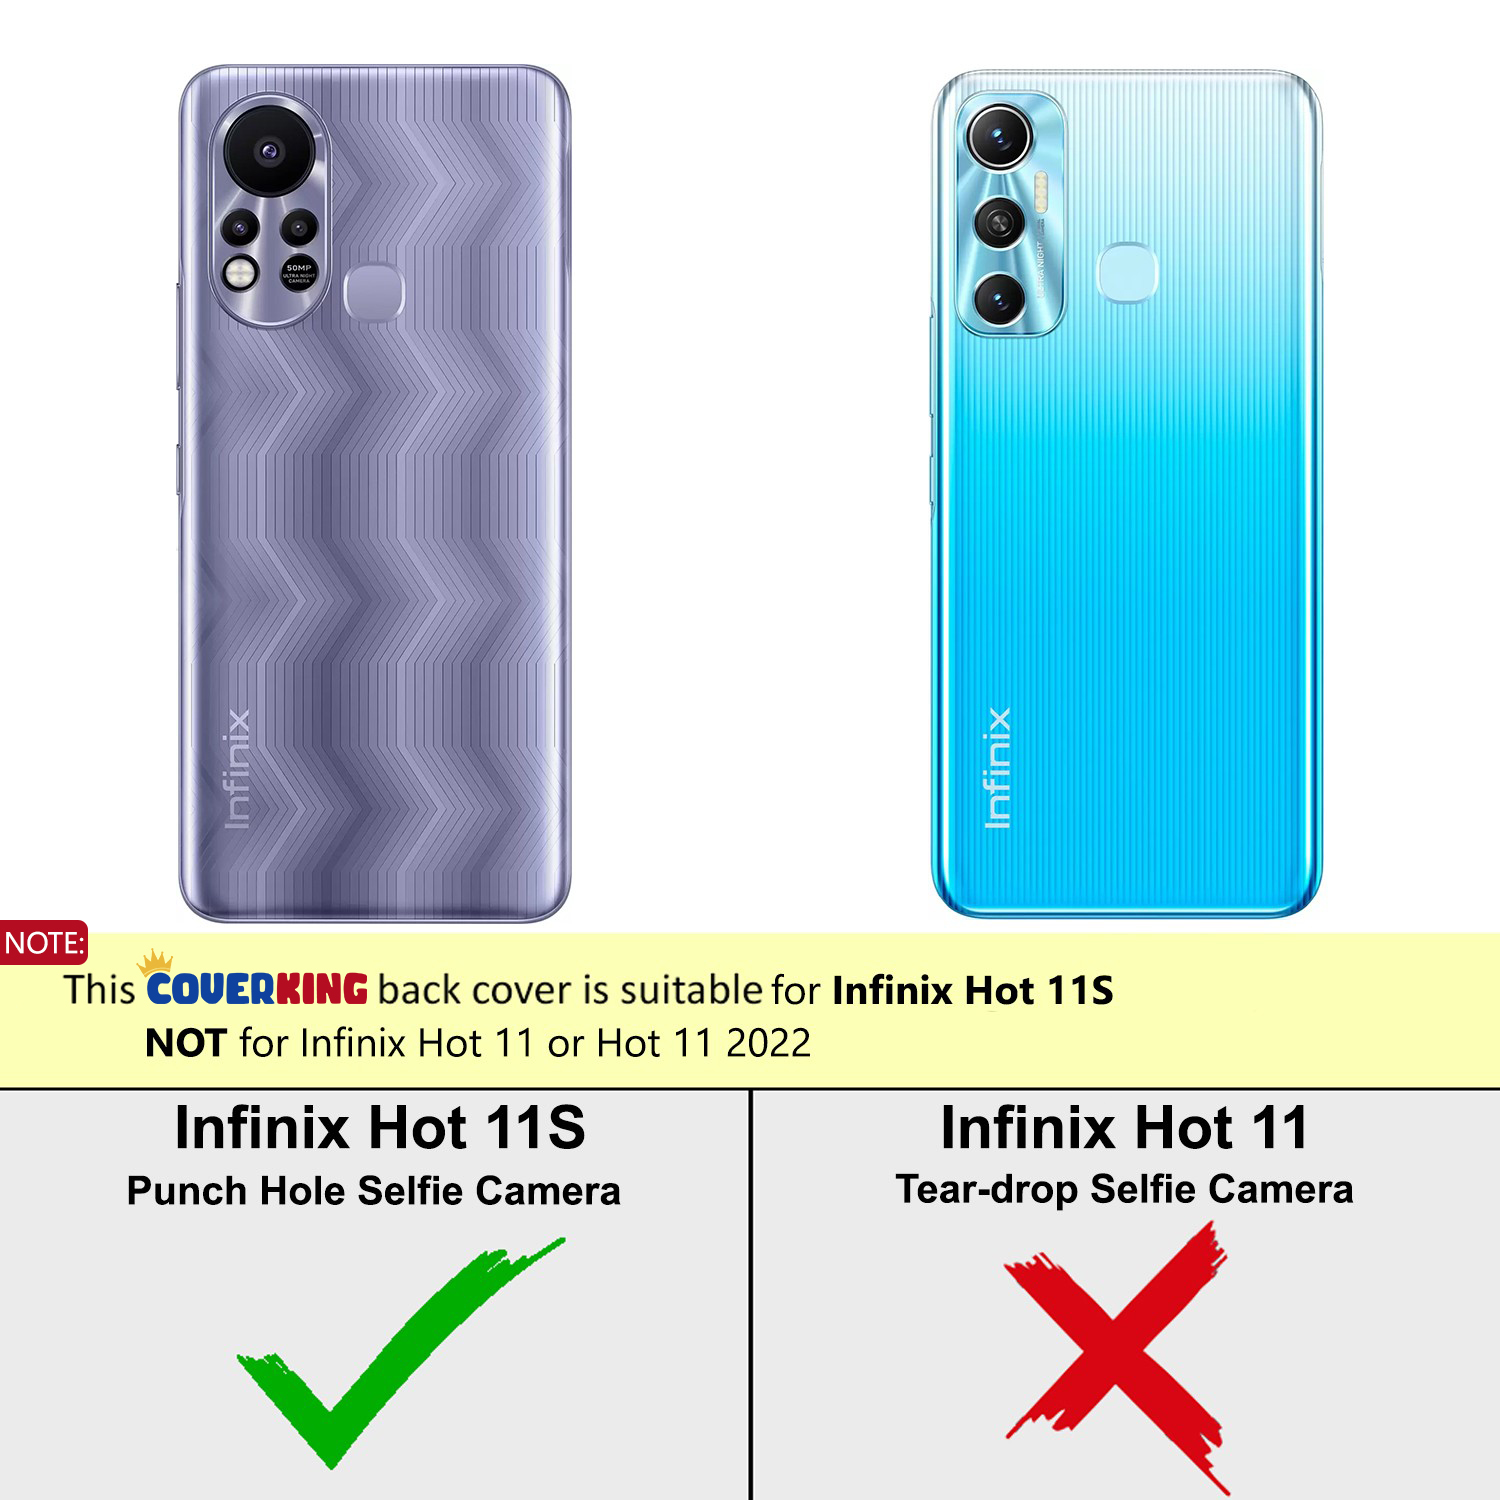 50MP
ULTRA NIGHT
CAMERA
Infinix
ULTRA NIGHT
Infinix
NOTE:
This COVERKING back cover is suitable for Infinix Hot 11S
NOT for Infinix Hot 11 or Hot 11 2022
Infinix Hot 11S
Punch Hole Selfie Camera
Infinix Hot 11
Tear-drop Selfie Camera